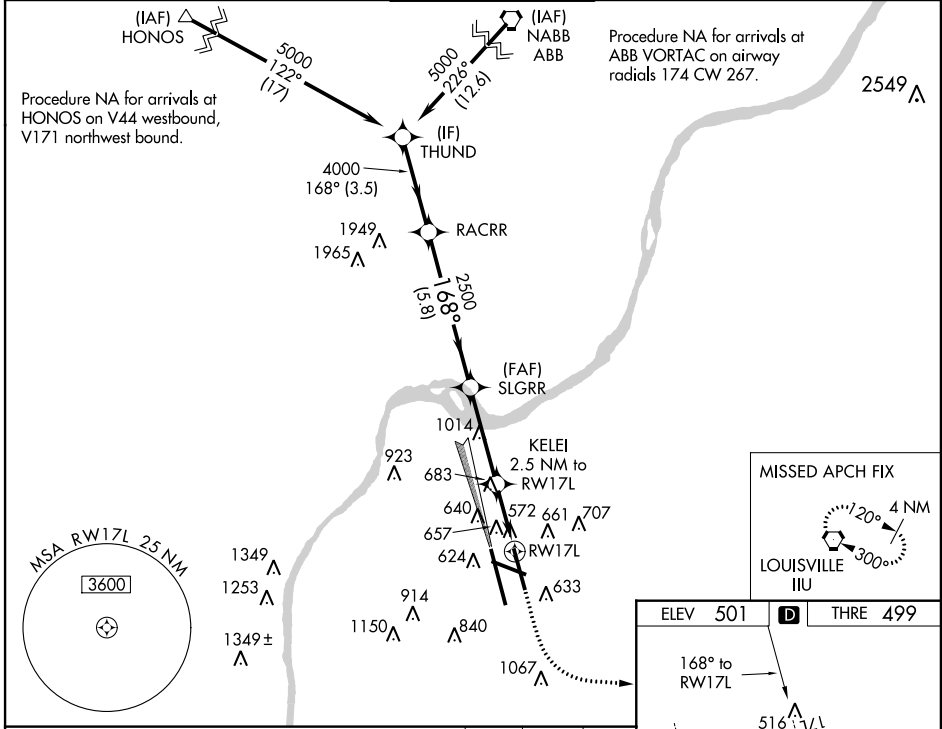 (IAF)
HONOS
(IAF)
NABB
ABB
5000
122°
(17)
5000
226°
(12.6)
Procedure NA for arrivals at
ABB VORTAC on airway
radials 174 CW 267.
2549
Procedure NA for arrivals at
HONOS on V44 westbound,
V171 northwest bound.
(IF)
THUND
4000
168° (3.5)
RACRR
1949
1965
2500
168°
(5.8)
(FAF)
SLGRR
1014
KELEI
2.5 NM to
RW17L
923
683
640
657
572
661
707
RW17L
624
633
MISSED APCH FIX
4 NM
120°
300°
LOUISVILLE
IIU
MSA RW17L 25 NM
3600
1349
1253
1349±
914
1150
840
1067
ELEV 501
D
THRE 499
168° to
RW17L
516